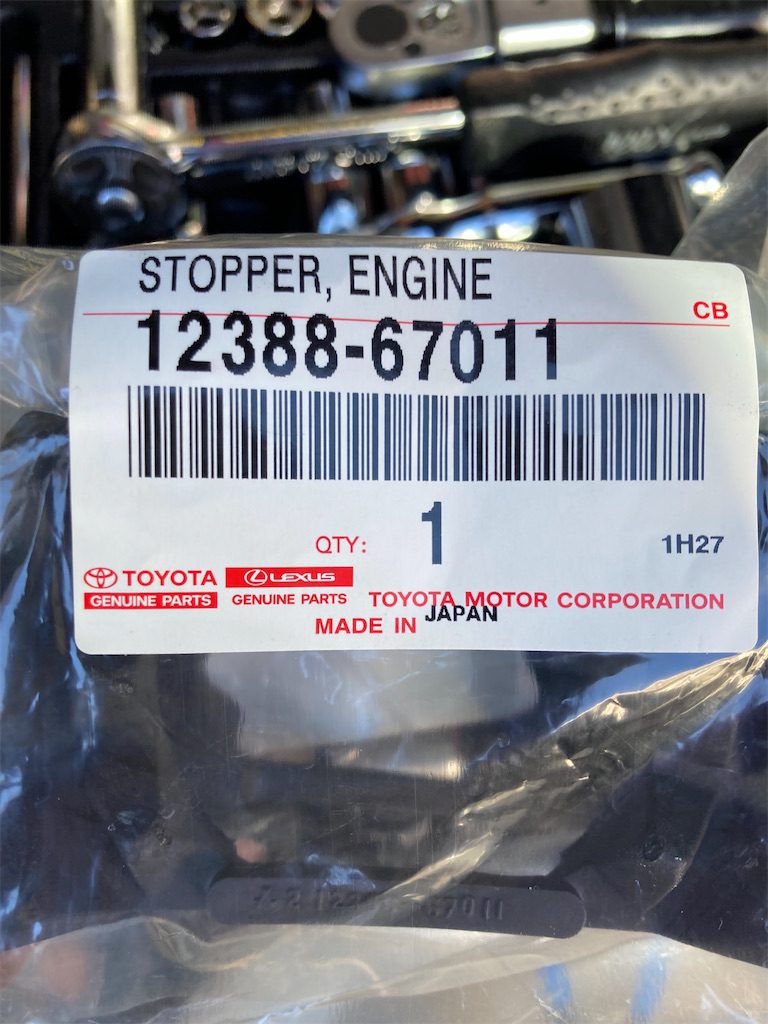 STOPPER, ENGINE
CB
12388-67011
QTY: 1
1H27
TOYOTA
GENUINE PARTS
LEXUS
GENUINE PARTS
TOYOTA MOTOR CORPORATION
MADE IN JAPAN
67011